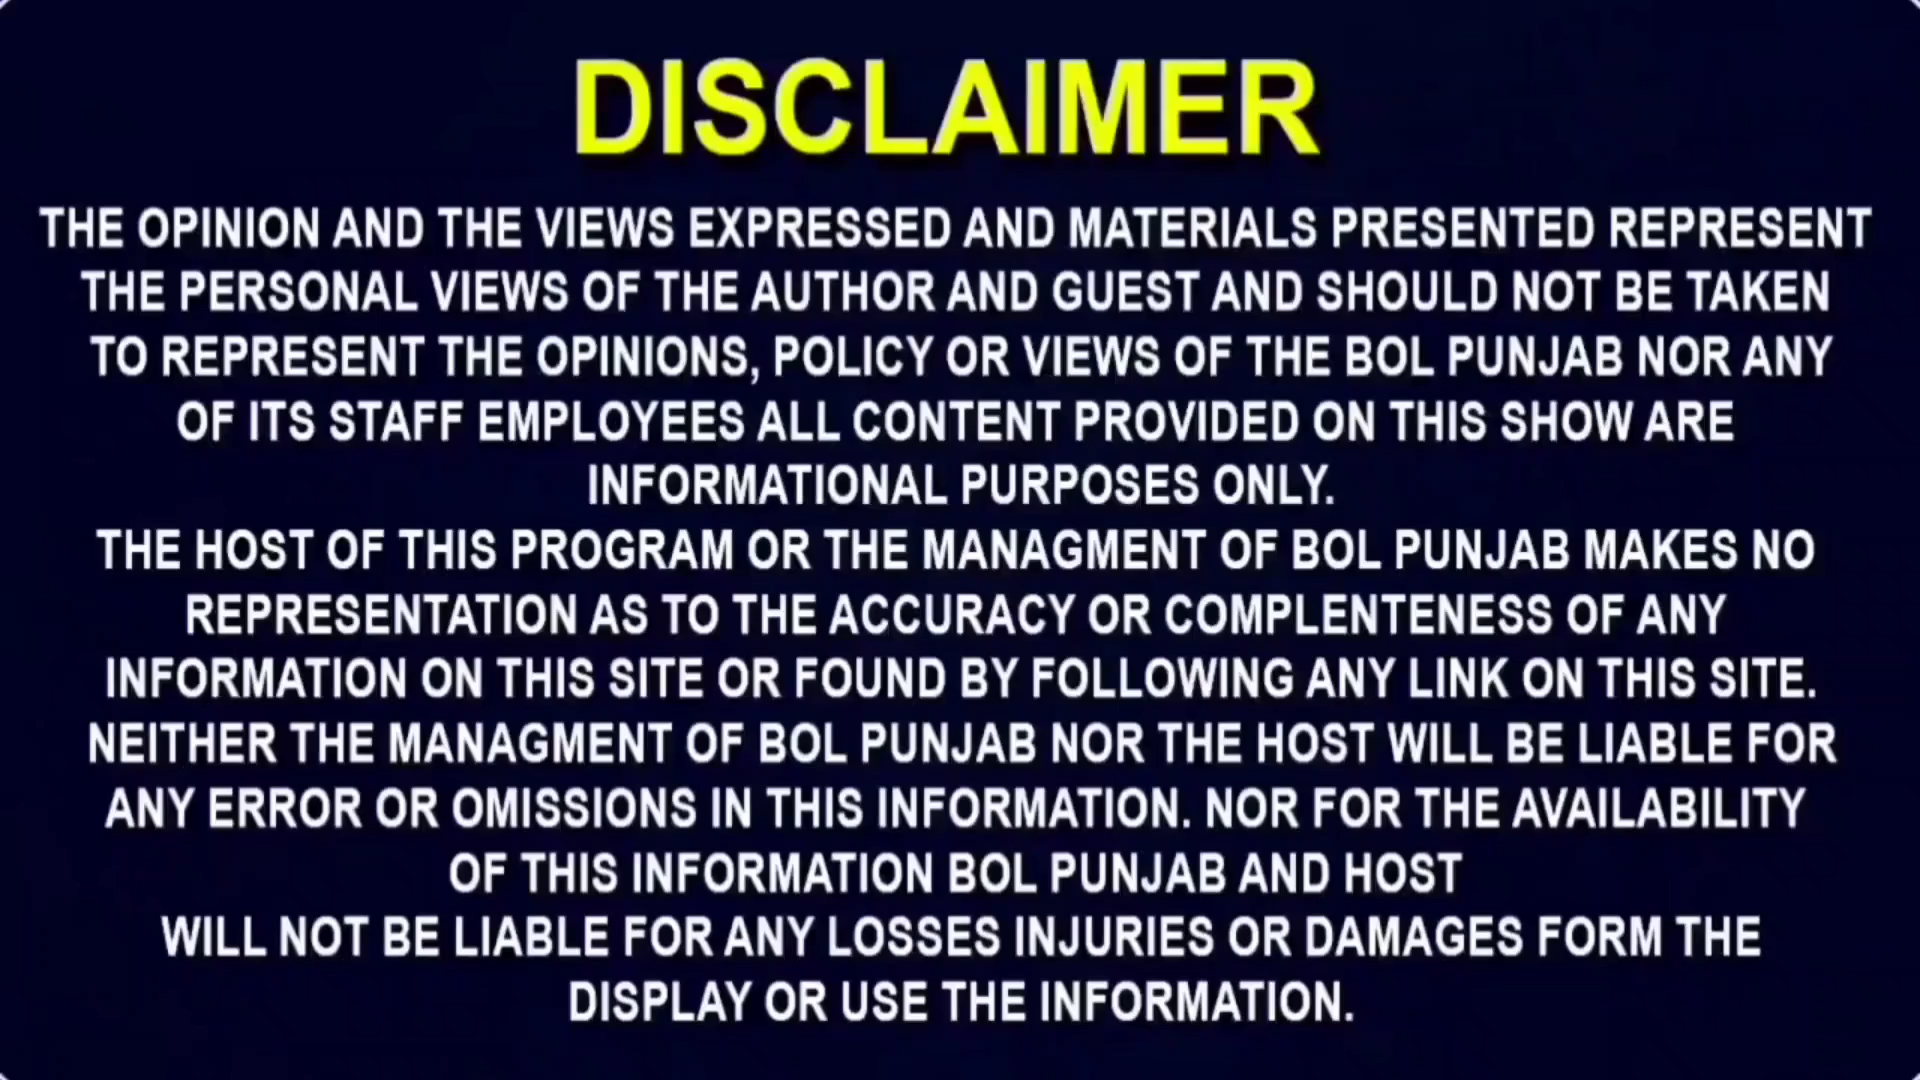 DISCLAIMER
THE OPINION AND THE VIEWS EXPRESSED AND MATERIALS PRESENTED REPRESENT
THE PERSONAL VIEWS OF THE AUTHOR AND GUEST AND SHOULD NOT BE TAKEN
TO REPRESENT THE OPINIONS, POLICY OR VIEWS OF THE BOL PUNJAB NOR ANY
OF ITS STAFF EMPLOYEES ALL CONTENT PROVIDED ON THIS SHOW ARE
INFORMATIONAL PURPOSES ONLY.
THE HOST OF THIS PROGRAM OR THE MANAGMENT OF BOL PUNJAB MAKES NO
REPRESENTATION AS TO THE ACCURACY OR COMPLENTENESS OF ANY
INFORMATION ON THIS SITE OR FOUND BY FOLLOWING ANY LINK ON THIS SITE.
NEITHER THE MANAGMENT OF BOL PUNJAB NOR THE HOST WILL BE LIABLE FOR
ANY ERROR OR OMISSIONS IN THIS INFORMATION. NOR FOR THE AVAILABILITY
OF THIS INFORMATION BOL PUNJAB AND HOST
WILL NOT BE LIABLE FOR ANY LOSSES INJURIES OR DAMAGES FORM THE
DISPLAY OR USE THE INFORMATION.